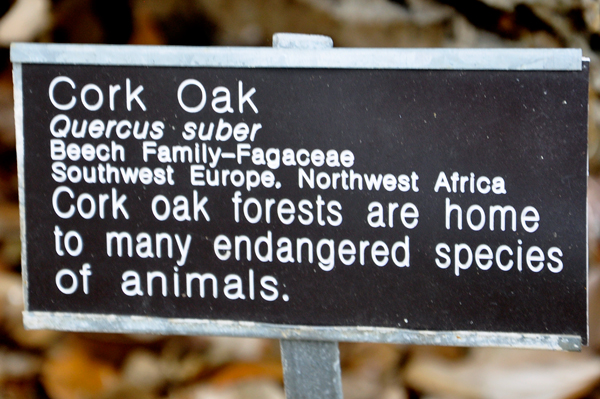 Cork Oak
Quercus suber
Beech Family-Fagaceae
Southwest Europe. Northwest Africa
Cork oak forests are home
to many endangered species
of animals.